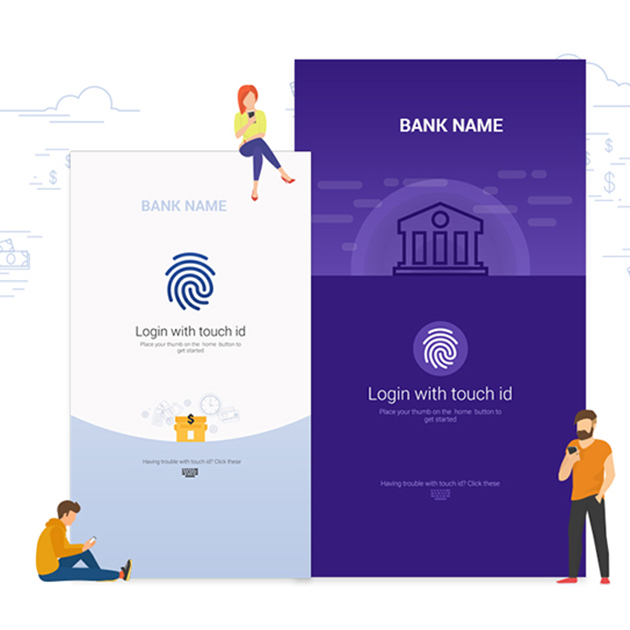 BANK NAME
Login with touch id
Place your thumb on the home button to
get started
$
Having trouble with touch id? Click these
BANK NAME
Login with touch id
Place your thumb on the home button to
get started
Having trouble with touch id? Click these
$
$
$
$